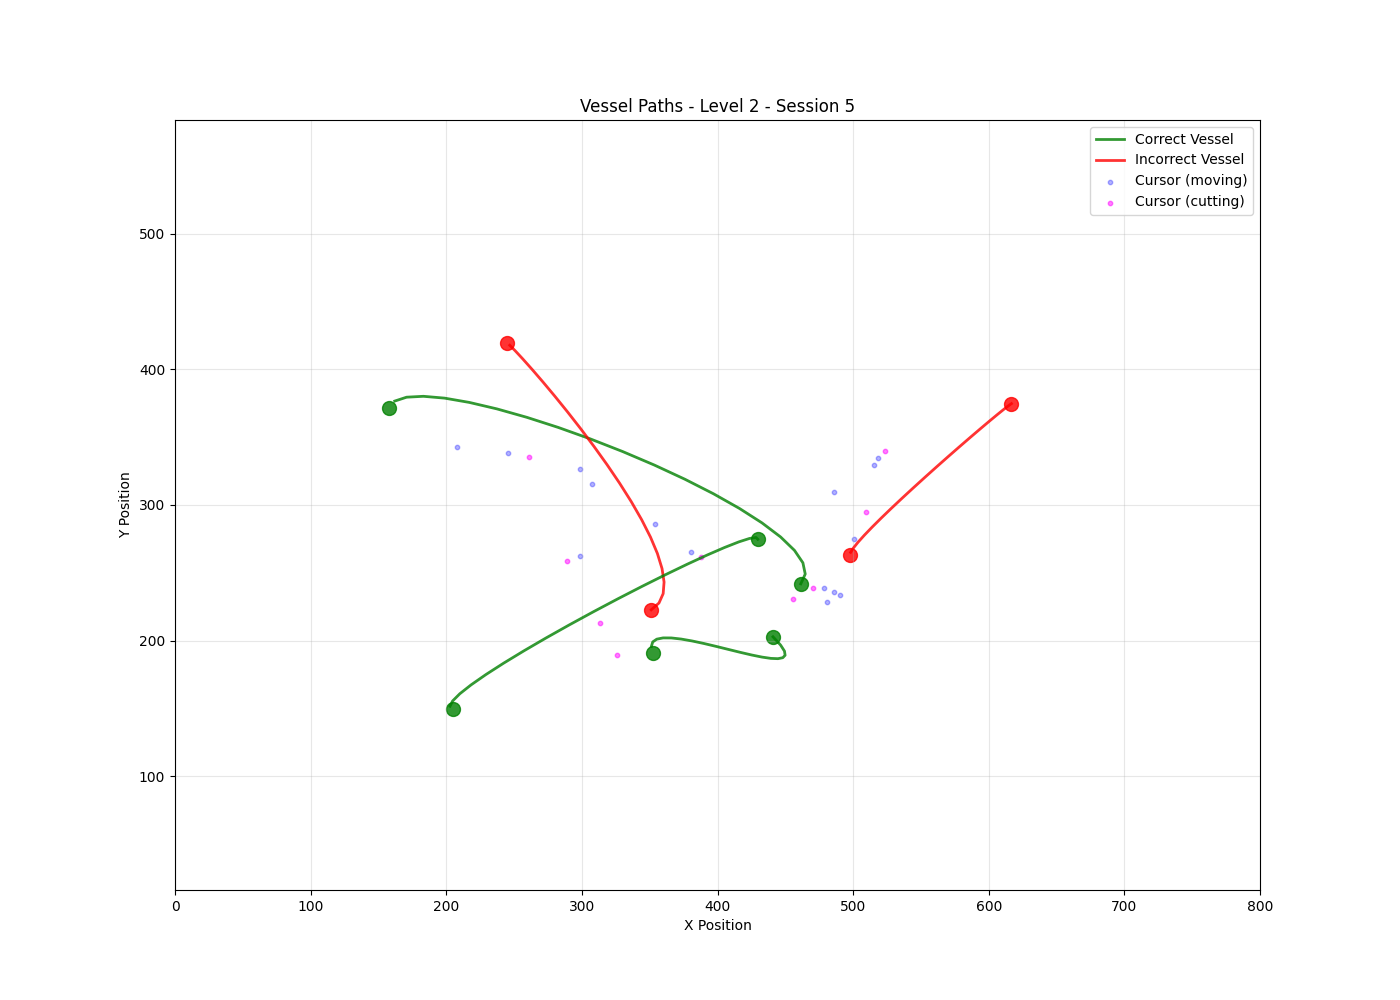 Vessel Paths - Level 2 - Session 5
Correct Vessel
Incorrect Vessel
Cursor (moving)
Cursor (cutting)
500
400
300
200
100
Y Position
0 100 200 300 400 500 600 700 800
X Position